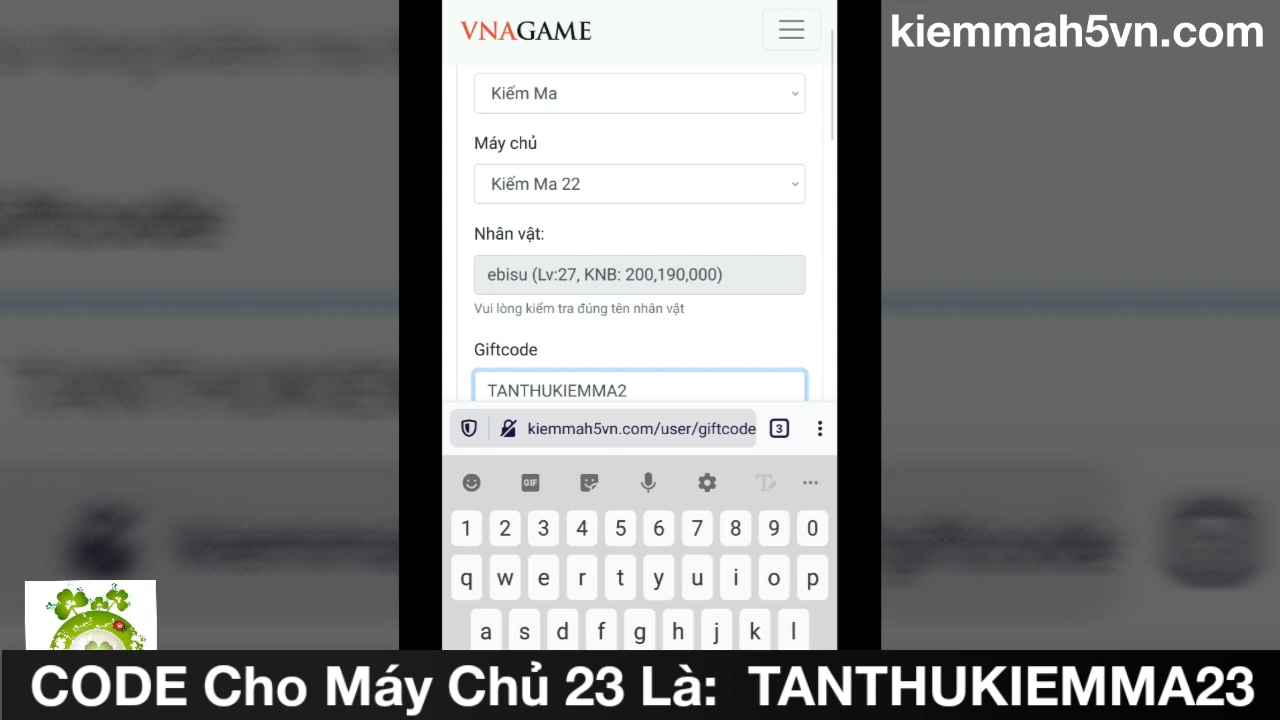 VNAGAME
kiemmah5vn.com
Kiếm Ma
Máy chủ
Kiếm Ma 22
Nhân vật:
ebisu (Lv:27, KNB: 200,190,000)
Vui lòng kiểm tra đúng tên nhân vật
Giftcode
TANTHUKIEMMA2
kiemmah5vn.com/user/giftcode
3
GIF
1 2 3 4 5 6 7 8 9 0
q w e r t y u i o p
a s d f g h j k l
CODE Cho Máy Chủ 23 Là: TANTHUKIEMMA23